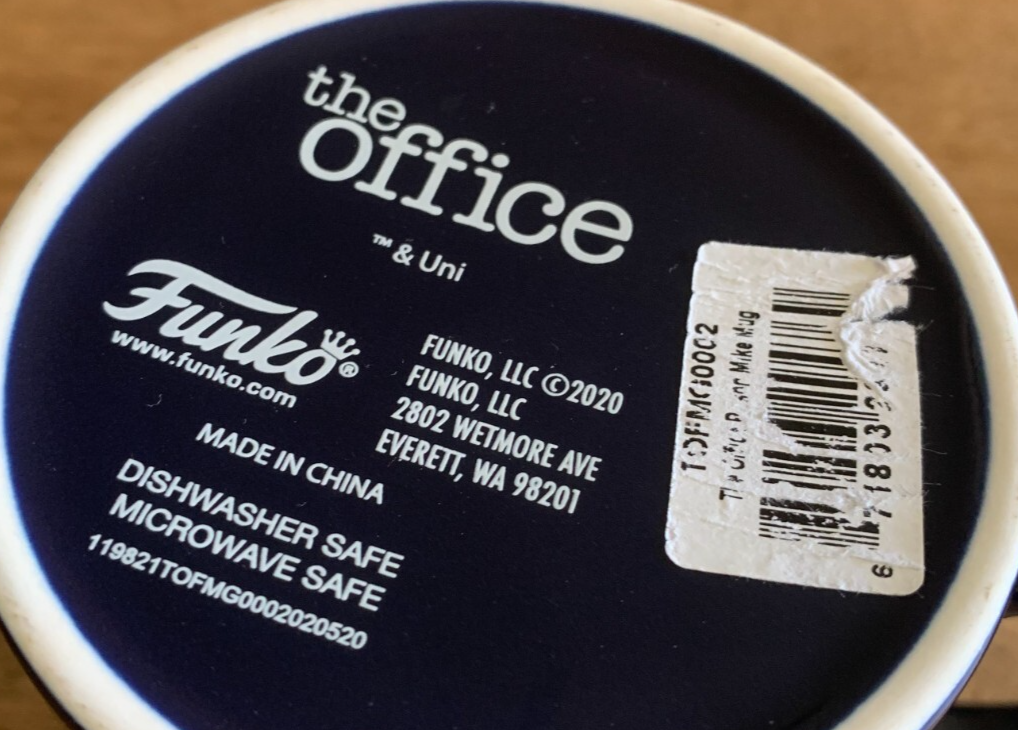 the
office
™ & Uni
Funko®
www.funko.com
FUNKO, LLC ©2020
FUNKO, LLC
2802 WETMORE AVE
EVERETT, WA 98201
MADE IN CHINA
DISHWASHER SAFE
MICROWAVE SAFE
119821TOFMG0002020520
TOFMG0002
Mike Mug